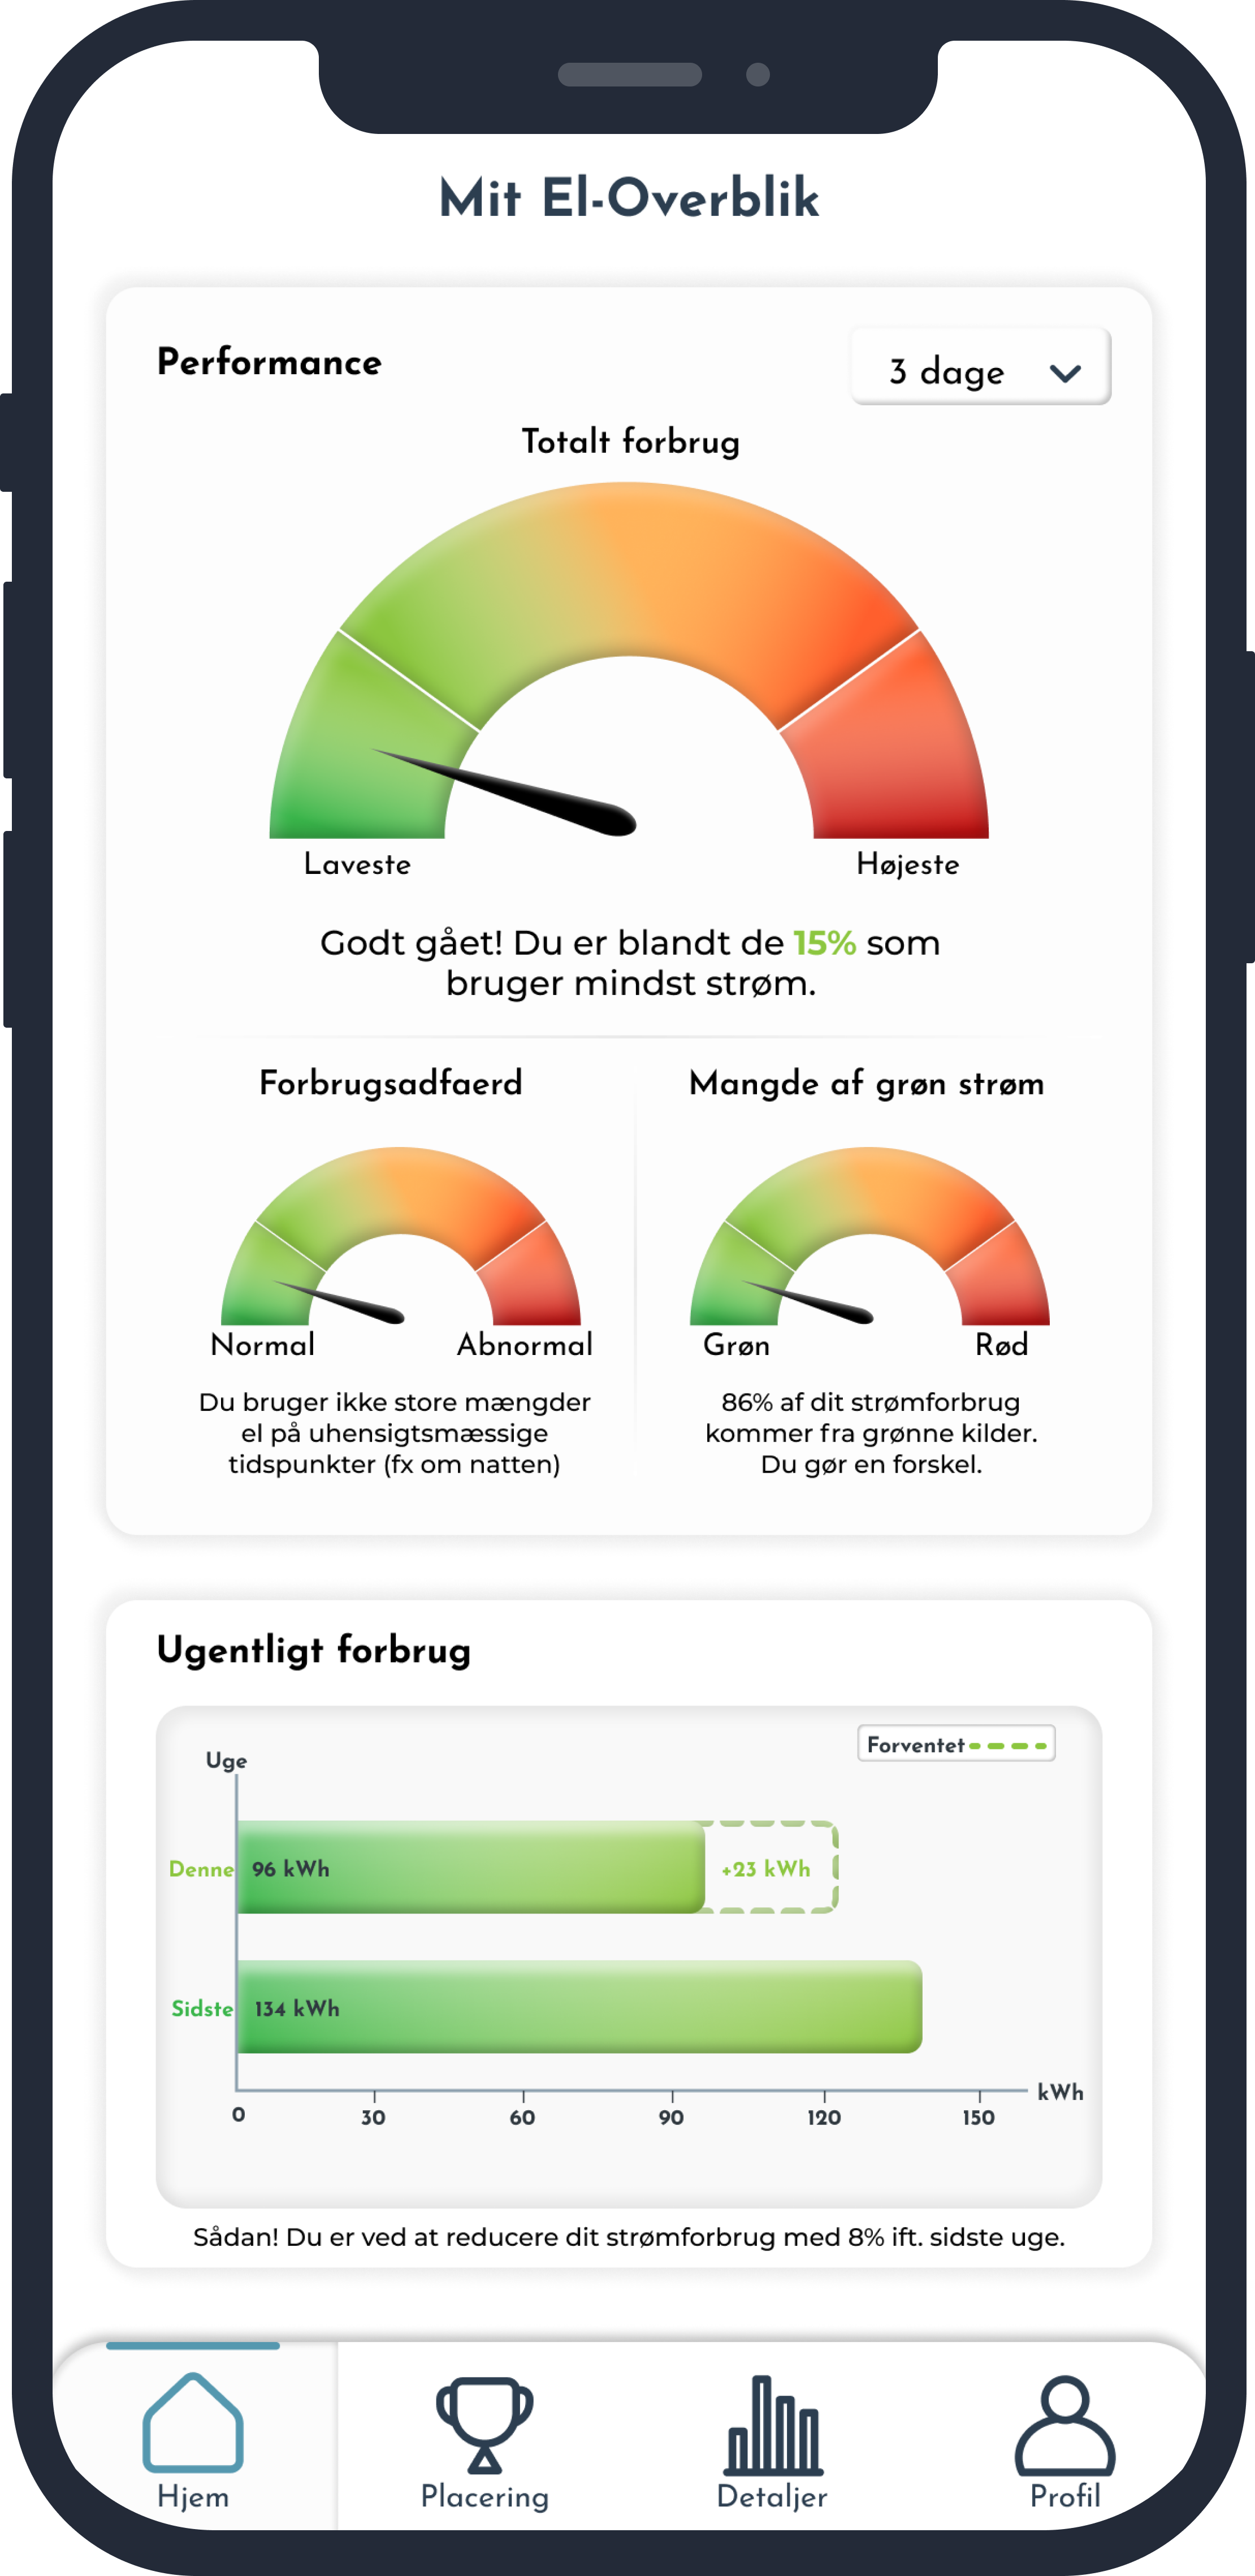 Mit El-Overblik
Performance
3 dage
Totalt forbrug
Laveste
Højeste
Godt gået! Du er blandt de 15% som
bruger mindst strøm.
Forbrugsadfaerd
Normal
Abnormal
Du bruger ikke store mængder
el på uhensigtsmæssige
tidspunkter (fx om natten)
Mangde af grøn strøm
Grøn
Rød
86% af dit strømforbrug
kommer fra grønne kilder.
Du gør en forskel.
Ugentligt forbrug
Forventet
Uge
Denne
96 kWh
+23 kWh
Sidste
134 kWh
kWh
0 30 60 90 120 150
Sådan! Du er ved at reducere dit strømforbrug med 8% ift. sidste uge.
Hjem
Placering
Detaljer
Profil